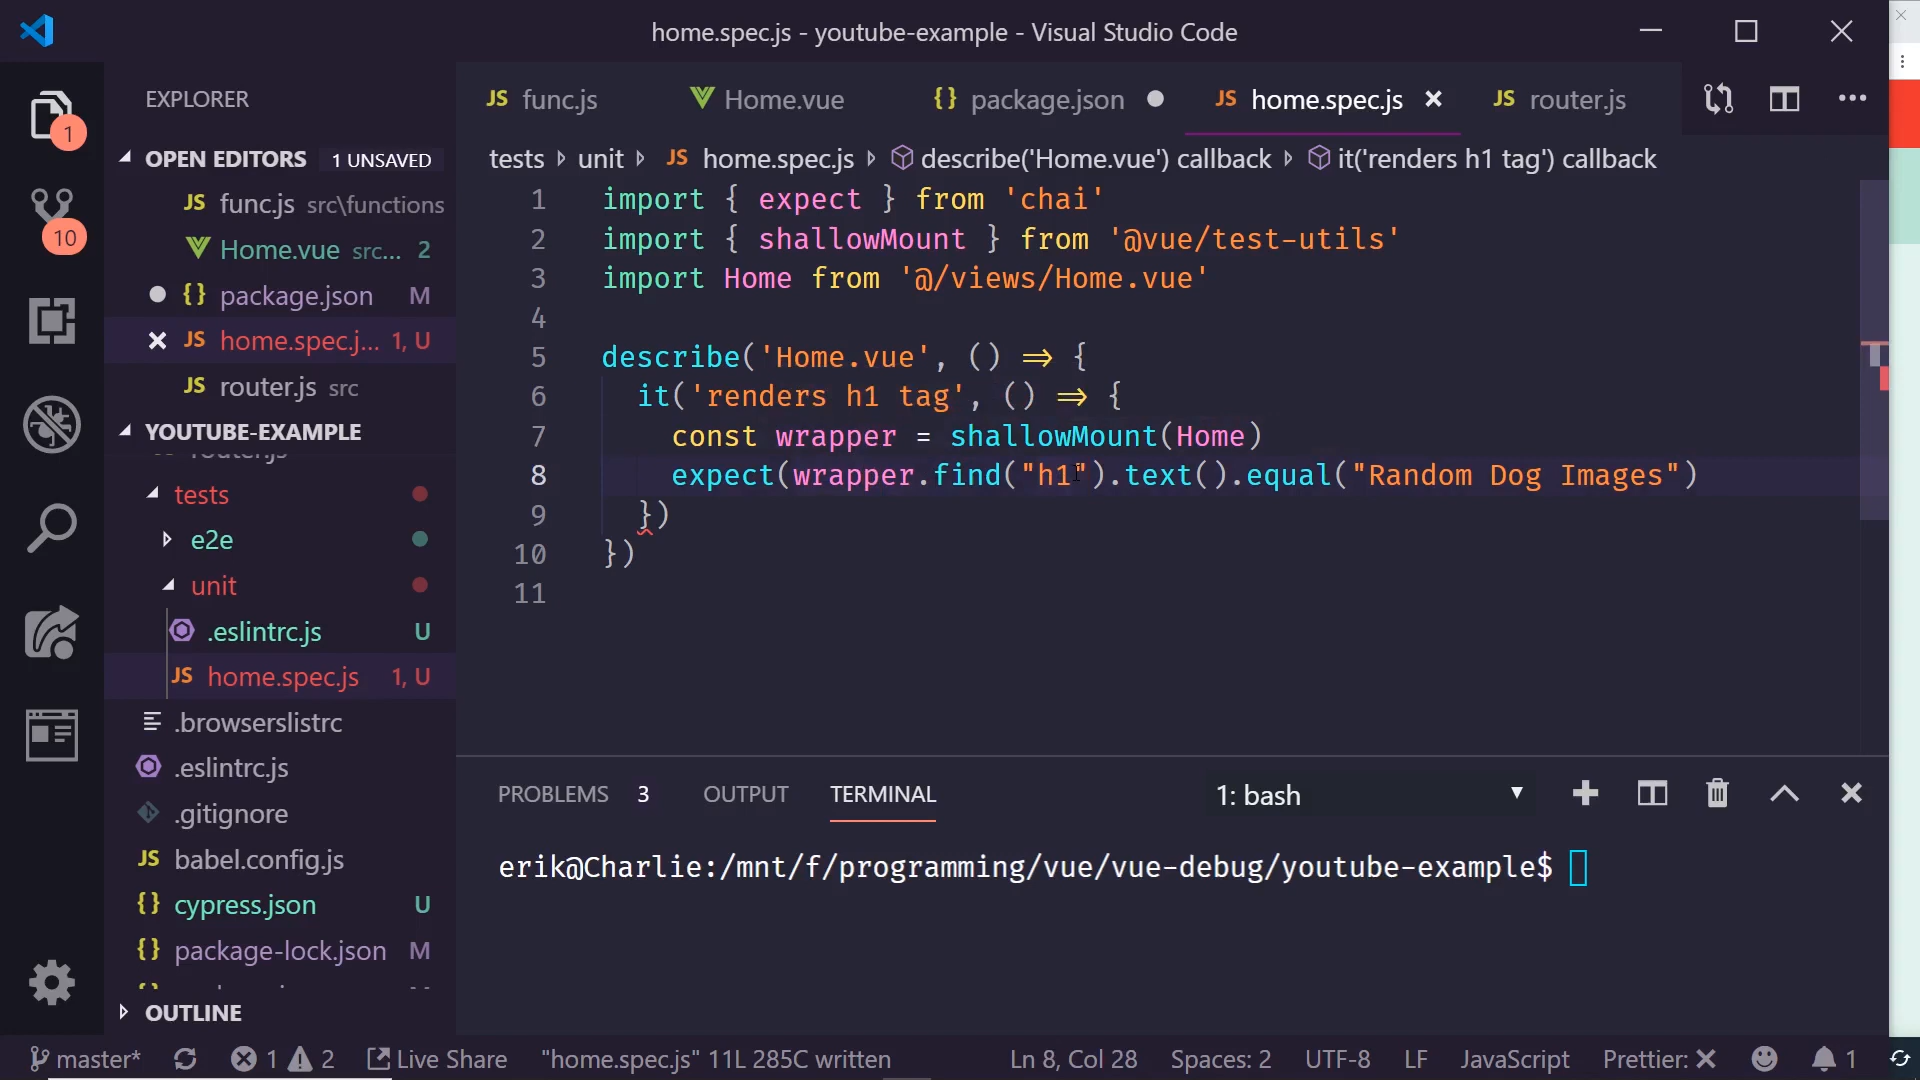 home.spec.js - youtube-example - Visual Studio Code
EXPLORER
JS func.js
Home.vue
{} package.json
JS home.spec.js
JS router.js
OPEN EDITORS 1 UNSAVED
tests unit JS home.spec.js describe('Home.vue') callback it('renders h1 tag') callback
JS func.js src\functions
Home.vue src... 2
{} package.json M
JS home.spec.j... 1, U
JS router.js src
YOUTUBE-EXAMPLE
router.js
tests
e2e
unit
.eslintrc.js U
JS home.spec.js 1, U
.browserslistrc
.eslintrc.js
.gitignore
JS babel.config.js
{} cypress.json U
{} package-lock.json M
OUTLINE
1
10
1 import { expect } from 'chai'
2 import { shallowMount } from '@vue/test-utils'
3 import Home from '@/views/Home.vue'
4
5 describe('Home.vue', () => {
6 it('renders h1 tag', () => {
7 const wrapper = shallowMount(Home)
8 expect(wrapper.find("h1").text().equal("Random Dog Images")
9 })
10 })
11
PROBLEMS 3 OUTPUT TERMINAL 1: bash
erik@Charlie:/mnt/f/programming/vue/vue-debug/youtube-example$
master* 1 2 Live Share "home.spec.js" 11L 285C written Ln 8, Col 28 Spaces: 2 UTF-8 LF JavaScript Prettier: 1